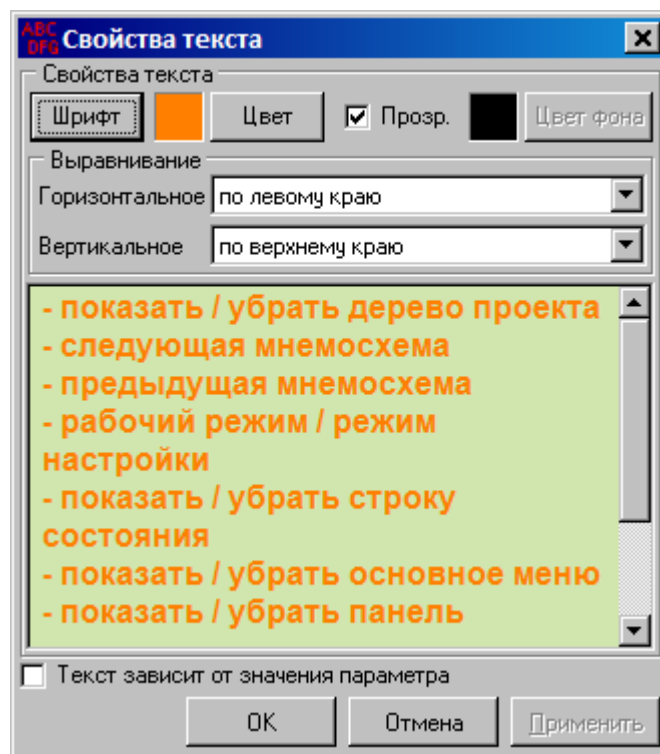 ABC
DFG Свойства текста
Свойства текста
Шрифт Цвет Прозр. Цвет фона
Выравнивание
Горизонтальное по левому краю
Вертикальное по верхнему краю
- показать / убрать дерево проекта
- следующая мнемосхема
- предыдущая мнемосхема
- рабочий режим / режим
настройки
- показать / убрать строку
состояния
- показать / убрать основное меню
- показать / убрать панель
Текст зависит от значения параметра
OK Отмена Применить